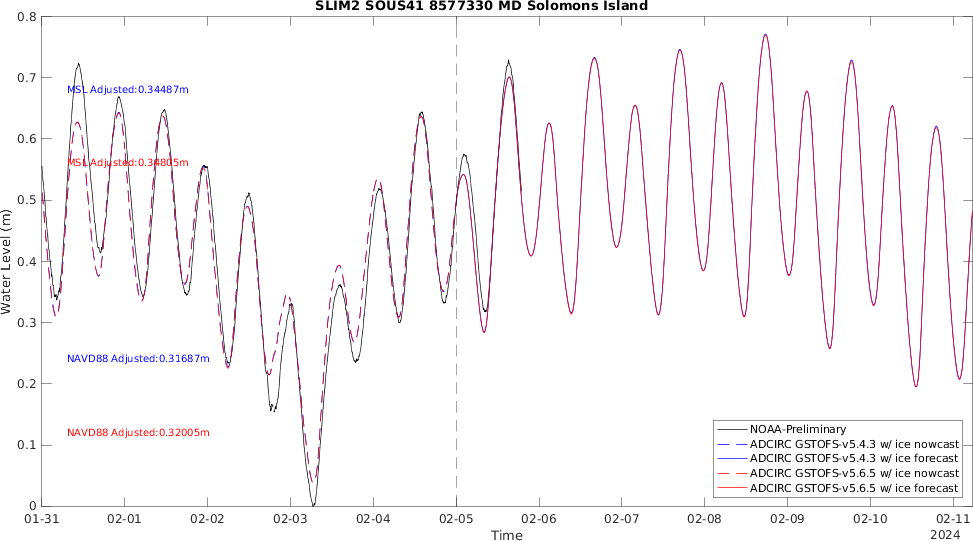 SLIM2 SOUS41 8577330 MD Solomons Island
Water Level (m)
0.8
0.7
0.6
0.5
0.4
0.3
0.2
0.1
0
MSL Adjusted:0.34487m
MSL Adjusted:0.34805m
NAVD88 Adjusted:0.31687m
NAVD88 Adjusted:0.32005m
NOAA-Preliminary
ADCIRC GSTOFS-v5.4.3 w/ ice nowcast
ADCIRC GSTOFS-v5.4.3 w/ ice forecast
ADCIRC GSTOFS-v5.6.5 w/ ice nowcast
ADCIRC GSTOFS-v5.6.5 w/ ice forecast
01-31 02-01 02-02 02-03 02-04 02-05 02-06 02-07 02-08 02-09 02-10 02-11
Time
2024